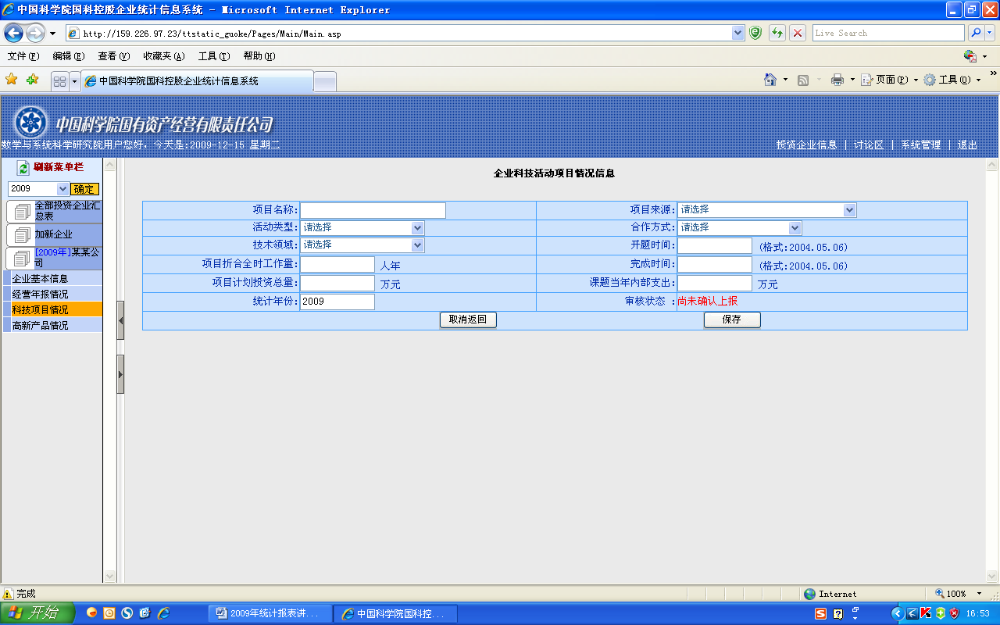 中国科学院国科控股企业统计信息系统 - Microsoft Internet Explorer
http://159.226.97.23/ttstatic_guoke/Pages/Main/Main.asp
Live Search
文件(F) 编辑(E) 查看(V) 收藏夹(A) 工具(T) 帮助(H)
中国科学院国科控股企业统计信息系统
页面(P) 工具(O) »
中国科学院国有资产经营有限责任公司
数学与系统科学研究院用户您好，今天是:2009-12-15 星期二
投资企业信息 | 讨论区 | 系统管理 | 退出
刷新菜单栏
2009 确定
全部投资企业汇
总表
加新企业
[2009年]某某公
司
企业基本信息
经营年报情况
科技项目情况
高新产品情况
企业科技活动项目情况信息
项目名称: 项目来源: 请选择
活动类型: 请选择 合作方式: 请选择
技术领域: 请选择 开题时间: (格式:2004.05.06)
项目折合全时工作量: 人年 完成时间: (格式:2004.05.06)
项目计划投资总量: 万元 课题当年内部支出: 万元
统计年份: 2009 审核状态 : 尚未确认上报
取消返回 保存
完成 Internet 100%
开始 2009年统计报表讲... 中国科学院国科控... 16:53